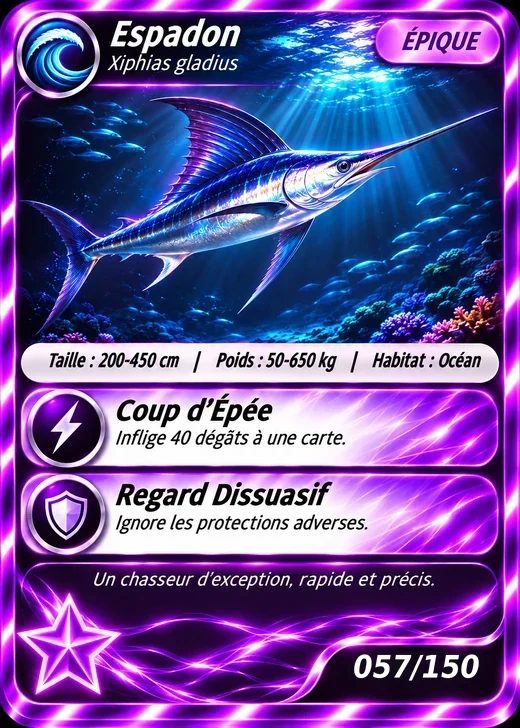 Espadon
ÉPIQUE
Xiphias gladius
Taille : 200-450 cm / Poids : 50-650 kg / Habitat : Océan
Coup d'Épée
Inflige 40 dégâts à une carte.
Regard Dissuasif
Ignore les protections adverses.
Un chasseur d'exception, rapide et précis.
057/150